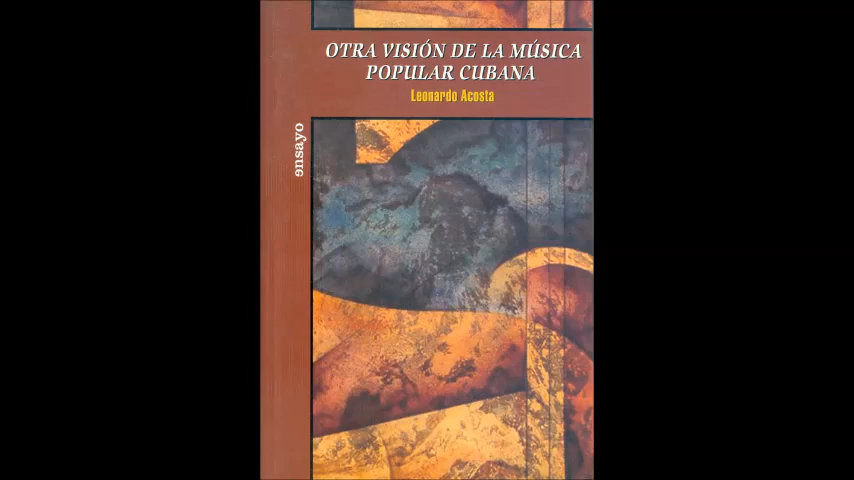 OTRA VISIÓN DE LA MÚSICA
POPULAR CUBANA
Leonardo Acosta
ensayo